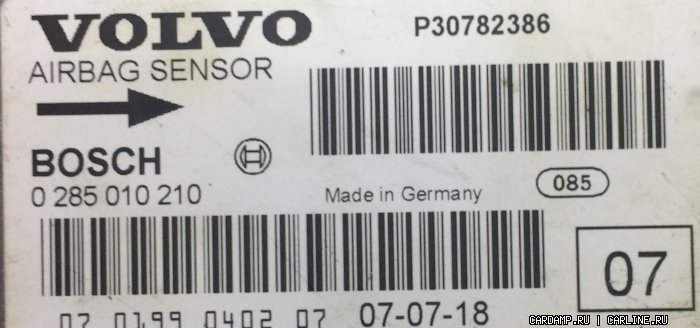 VOLVO
P30782386
AIRBAG SENSOR
BOSCH
0 285 010 210
Made in Germany
085
07
07 0199 0402 07
07-07-18
CARDAMP.RU | CARLINE.RU